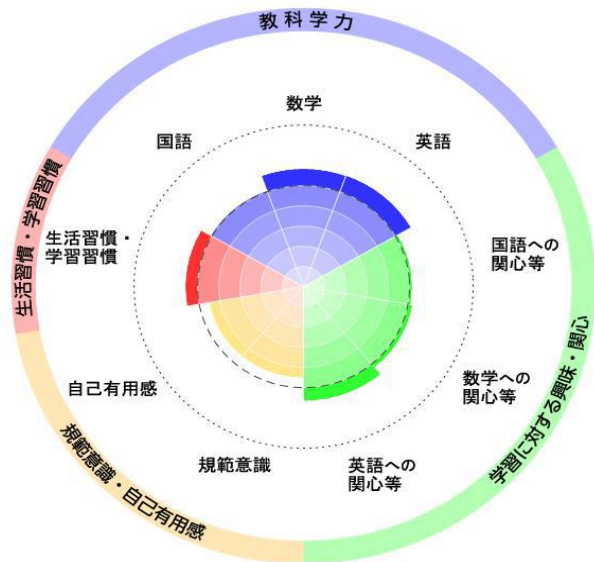 教科学力
数学
国語
英語
生活習慣・学習習慣
生活習慣・
学習習慣
国語への
関心等
自己有用感
数学への
関心等
学習に対する興味・関心
規範意識
英語への
関心等
規範意識・自己有用感